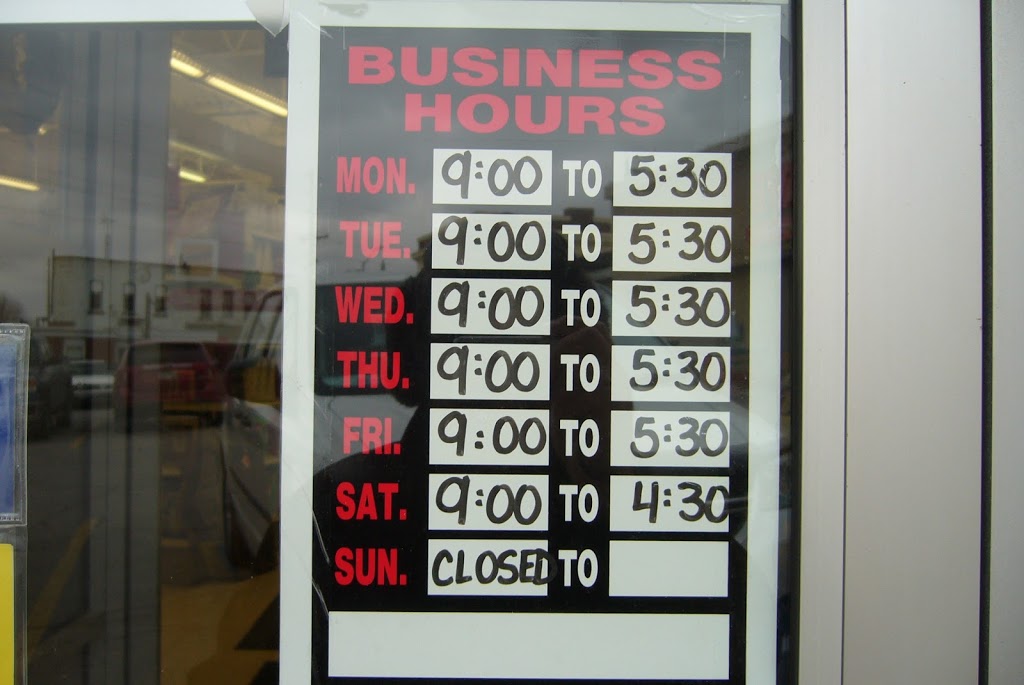 BUSINESS
HOURS
MON. 9:00 TO 5:30
TUE. 9:00 TO 5:30
WED. 9:00 TO 5:30
THU. 9:00 TO 5:30
FRI. 9:00 TO 5:30
SAT. 9:00 TO 4:30
SUN. CLOSED TO